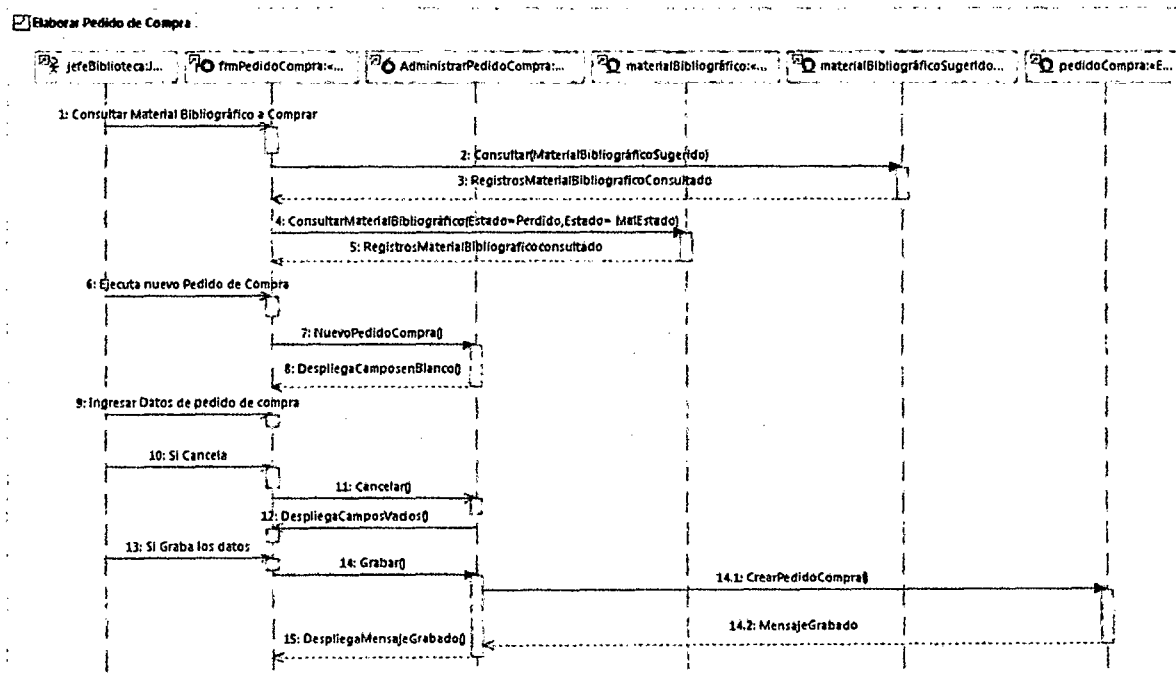 Elaborar Pedido de Compra
jefeBiblioteca:J...
frmPedidoCompra:«...
AdministrarPedidoCompra:...
materialBibliográfico:«...
materialBibliográficoSugerido...
pedidoCompra:«E...
1: Consultar Material Bibliográfico a Comprar
2: Consultar(MaterialBibliográficoSugerido)
3: RegistrosMaterialBibliograficoConsultado
4: ConsultarMaterialBibliográfico(Estado=Perdido,Estado= MalEstado)
5: RegistrosMaterialBibliograficoconsultado
6: Ejecuta nuevo Pedido de Compra
7: NuevoPedidoCompra()
8: DespliegaCamposenBlanco()
9: Ingresar Datos de pedido de compra
10: Si Cancela
11: Cancelar()
12: DespliegaCamposVacios()
13: Si Graba los datos
14: Grabar()
14.1: CrearPedidoCompra()
14.2: MensajeGrabado
15: DespliegaMensajeGrabado()